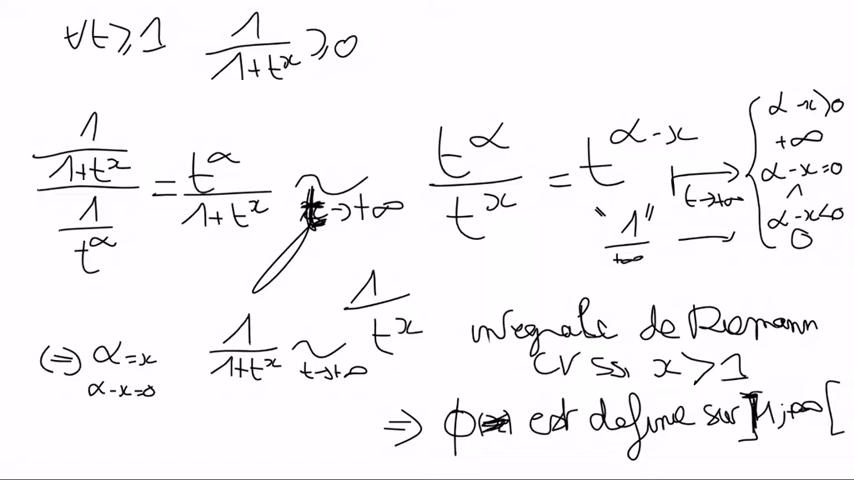 ∀t≥1 1/(1+t^x) ≥0
(1/(1+t^x))/(1/t^α) = t^α/(1+t^x) ~ t→+∞ t^α/t^x = t^(α-x) ↦ t→+∞ { α-x>0
+∞
α-x=0
1
α-x<0
0
"1/+∞" →
(=) α=x
α-x=0
1/(1+t^x) ~ t→+∞ 1/t^x
intégrale de Riemann
CV ssi x>1
⇒ ϕ est définie sur ]1;+∞[